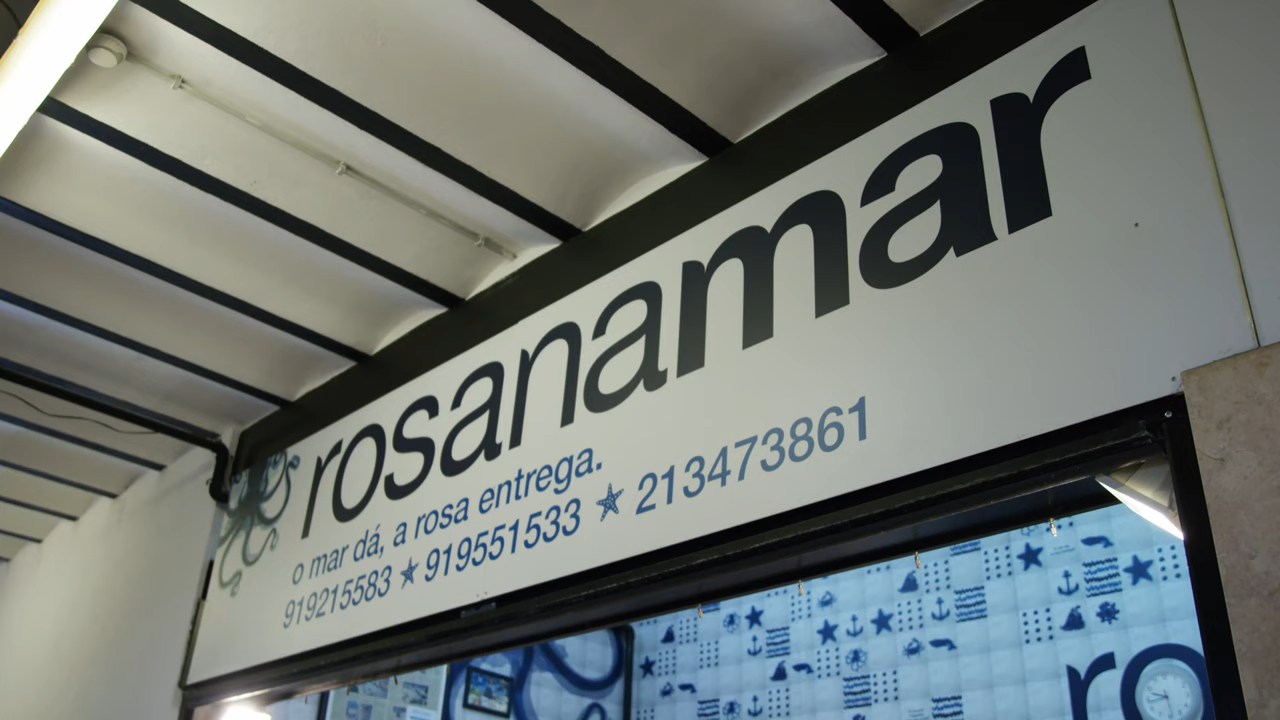 rosanamar
o mar dá, a rosa entrega.
919215583 ★ 919551533 ★ 213473861
ro